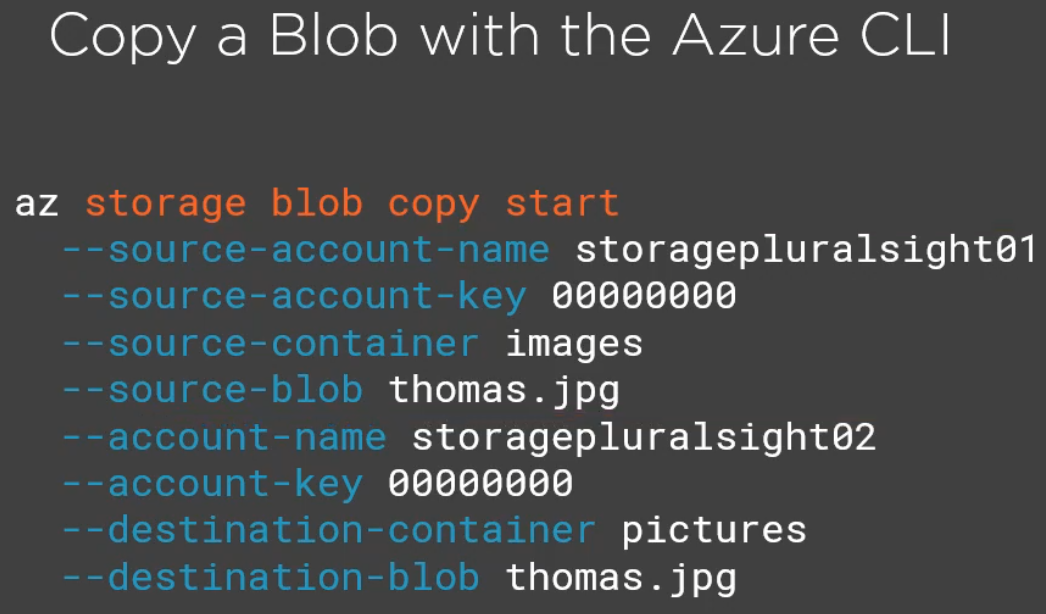 Copy a Blob with the Azure CLI
az storage blob copy start
--source-account-name storagepluralsight01
--source-account-key 00000000
--source-container images
--source-blob thomas.jpg
--account-name storagepluralsight02
--account-key 00000000
--destination-container pictures
--destination-blob thomas.jpg